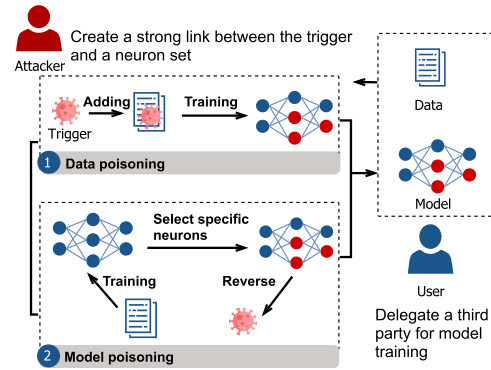 Attacker
Create a strong link between the trigger
and a neuron set
Adding
Training
Trigger
1 Data poisoning
Select specific
neurons
Training
Reverse
2 Model poisoning
Data
Model
User
Delegate a third
party for model
training